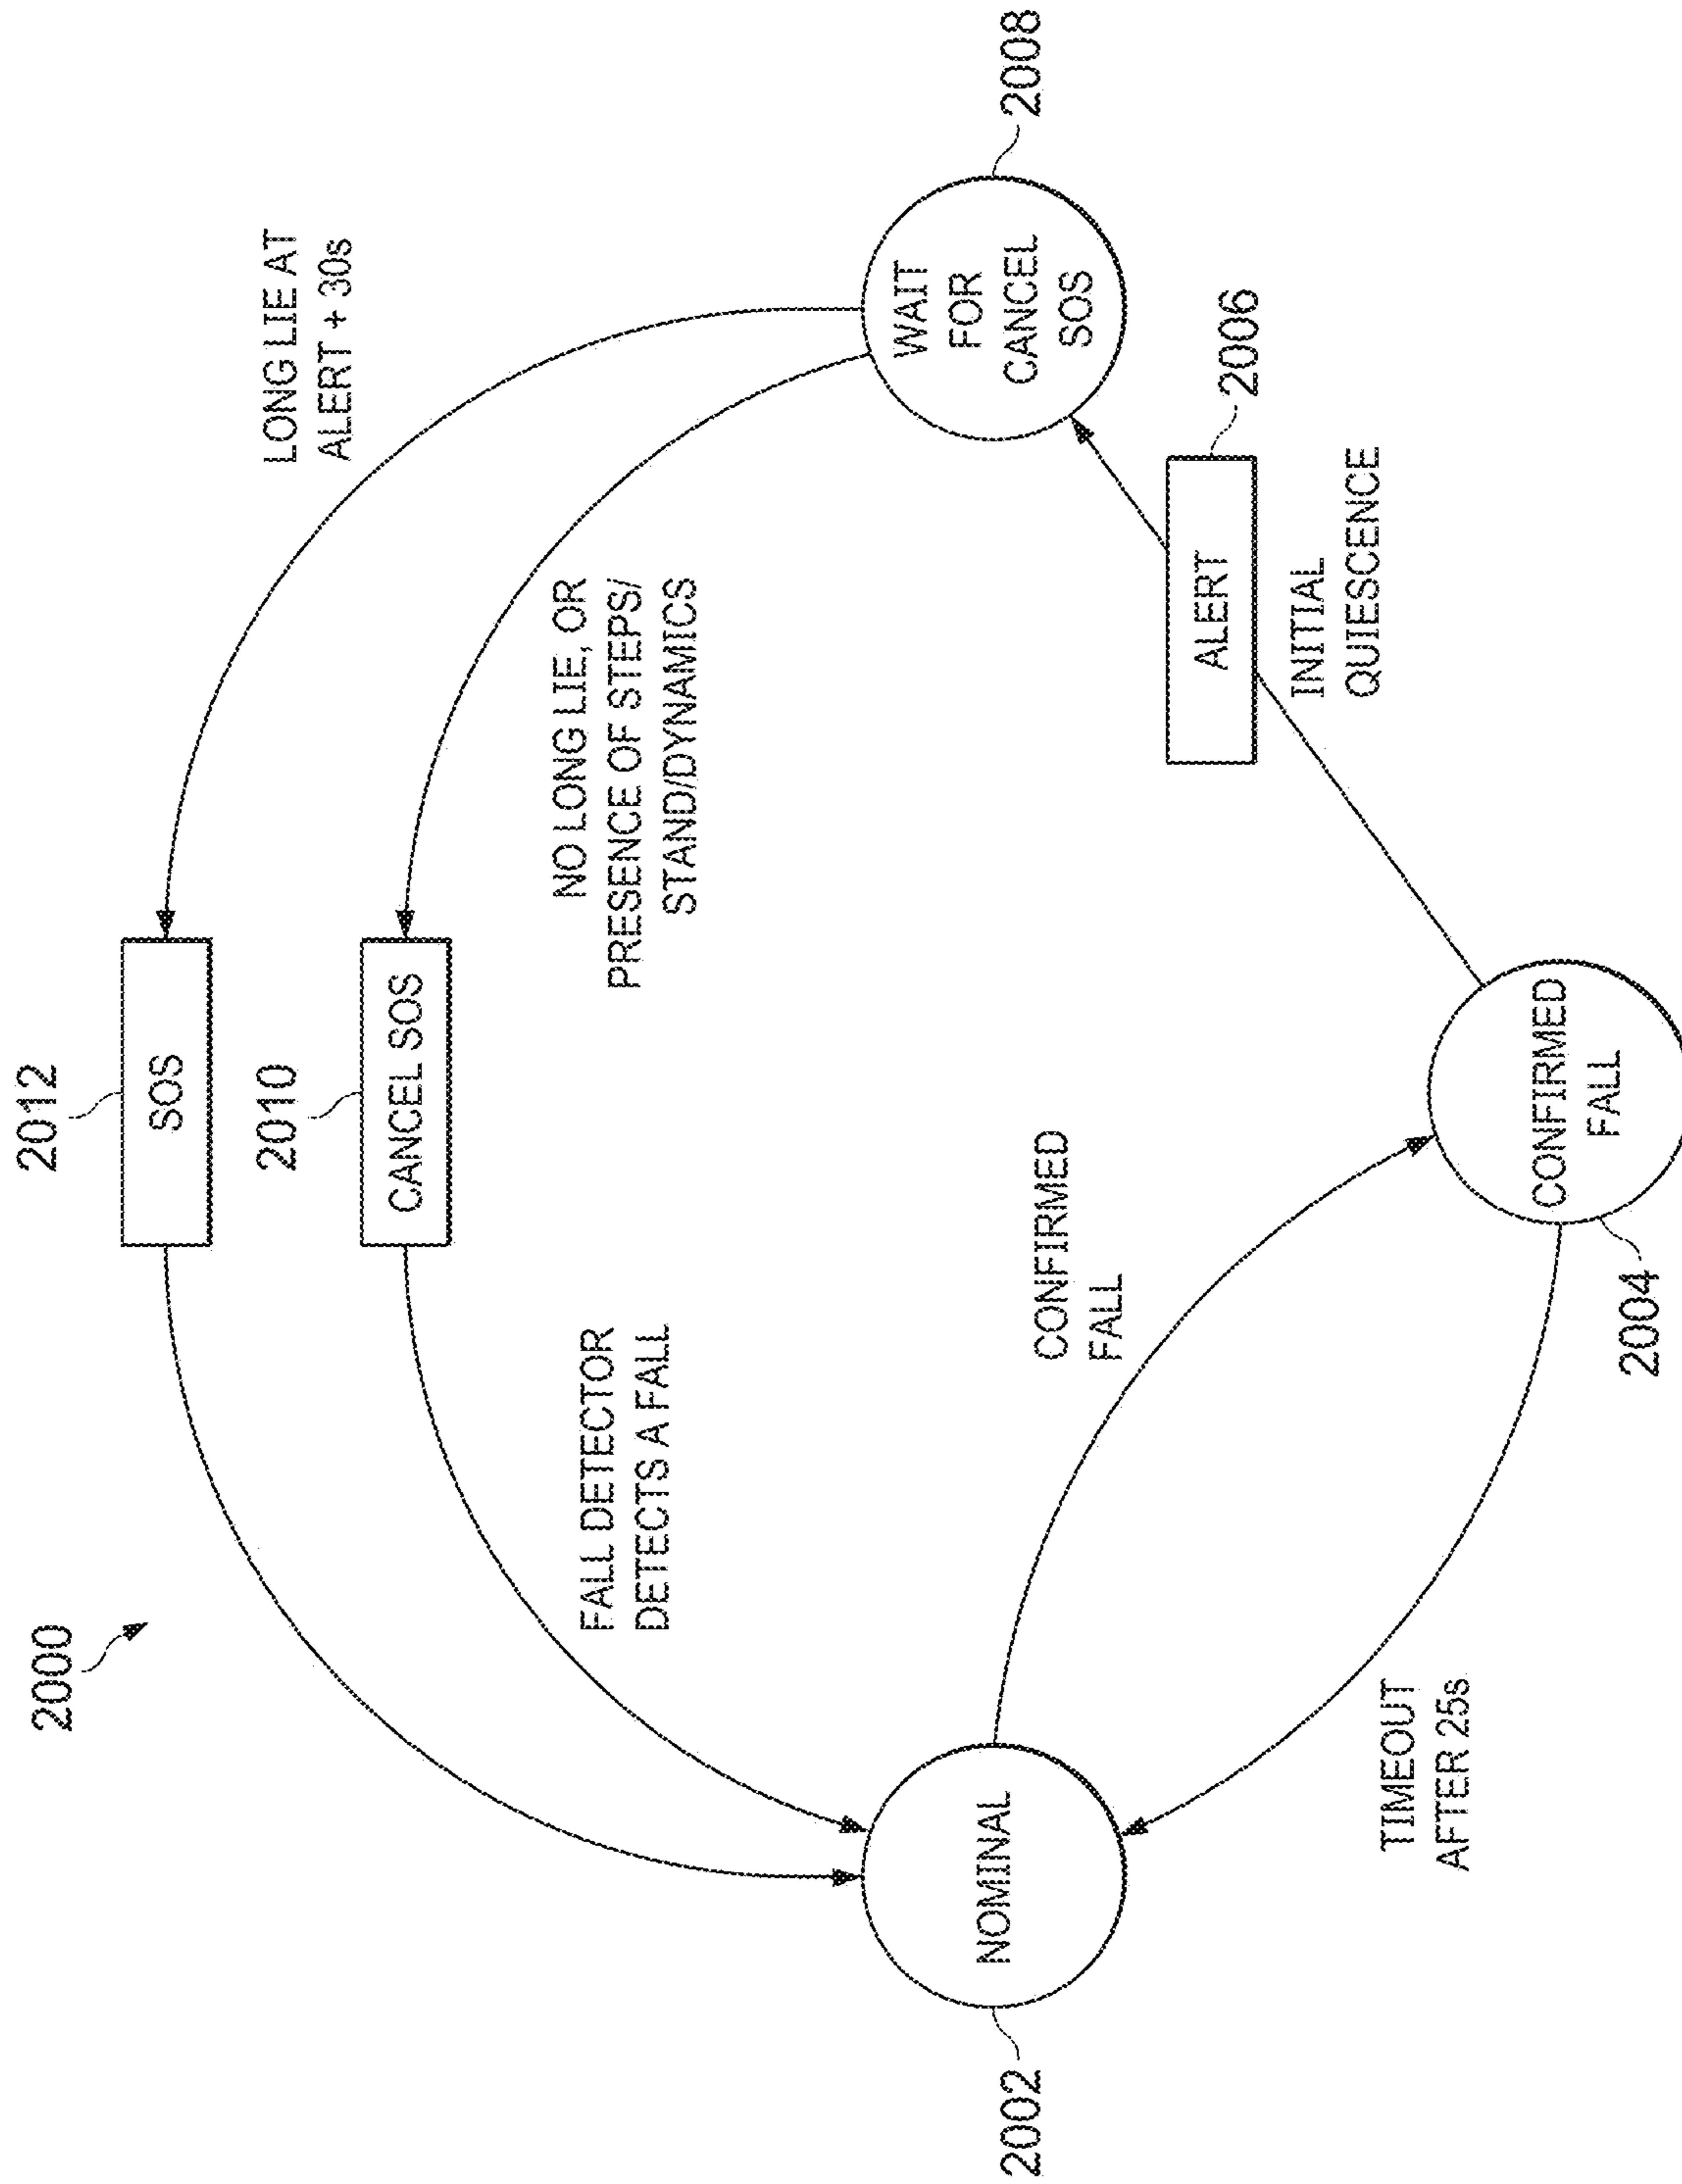 2000
2012
SOS
LONG LIE AT
ALERT + 30s
2010
CANCEL SOS
FALL DETECTOR
DETECTS A FALL
NO LONG LIE, OR
PRESENCE OF STEPS/
STAND/DYNAMICS
2002
NOMINAL
WAIT
FOR
CANCEL
SOS
2008
CONFIRMED
FALL
ALERT
2006
INITIAL
QUIESCENCE
TIMEOUT
AFTER 25s
CONFIRMED
FALL
2004